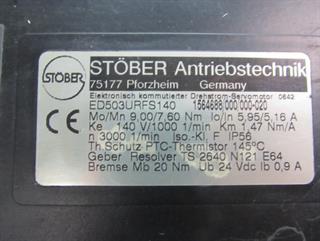 STÖBER
STÖBER Antriebstechnik
75177 Pforzheim Germany
Elektronisch kommutierter Drehstrom-Servomotor 0642
ED503URFS140 1564688/000/000-020
Mo/Mn 9,00/7,60 Nm Io/In 5,95/5,16 A
Ke 140 V/1000 1/min Km 1,47 Nm/A
n 3000 1/min Iso.-Kl. F IP56
Th.Schutz PTC-Thermistor 145°C
Geber Resolver TS 2640 N121 E64
Bremse Mb 20 Nm Ub 24 Vdc Ib 0,9 A
CE